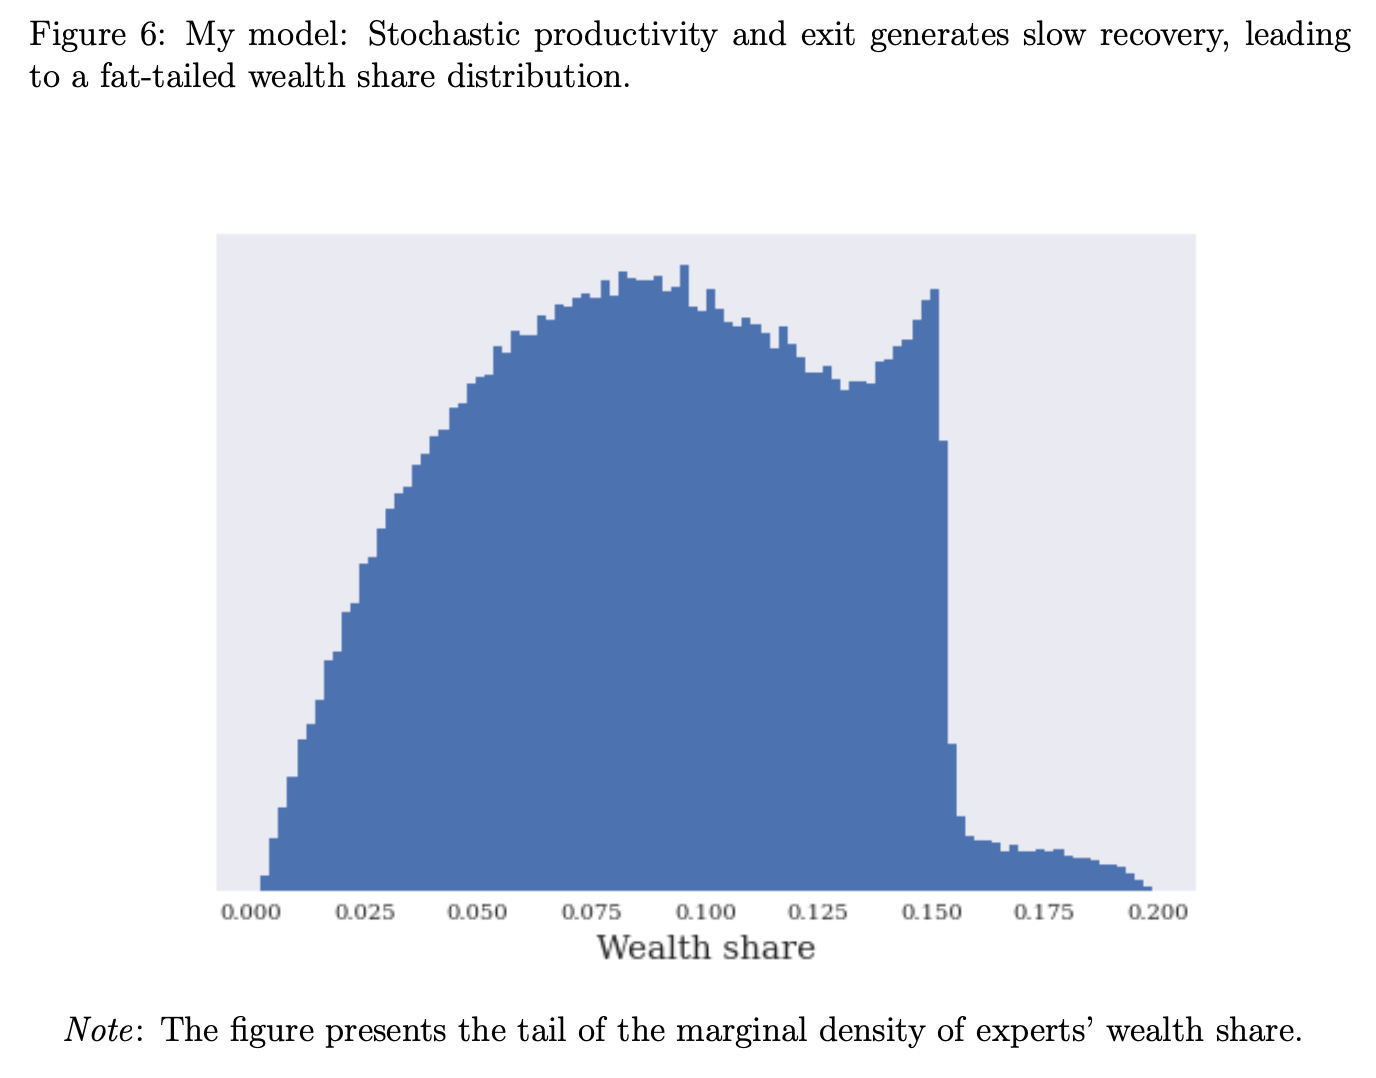 Figure 6: My model: Stochastic productivity and exit generates slow recovery, leading
to a fat-tailed wealth share distribution.
0.000 0.025 0.050 0.075 0.100 0.125 0.150 0.175 0.200
Wealth share
Note: The figure presents the tail of the marginal density of experts’ wealth share.